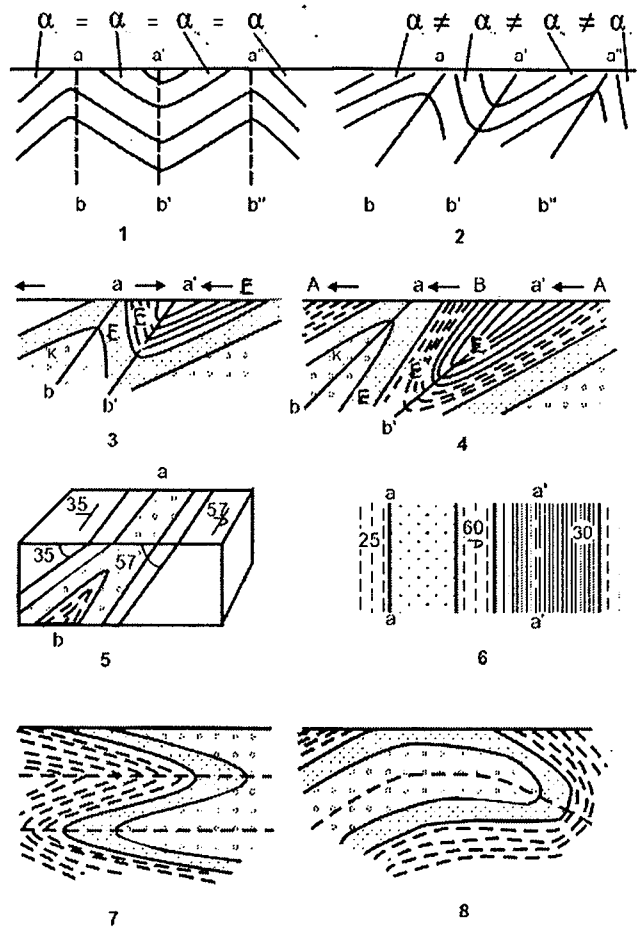 α = α = α = α α ≠ α ≠ α ≠ α
a a' a'' a a' a''
b b' b'' b b' b''
1 2
a a' E A a B a' A
E E K E E K E
b b' b b'
3 4
a
35 57
35 57
b
5
a a'
25 60 30
a a'
6
7 8